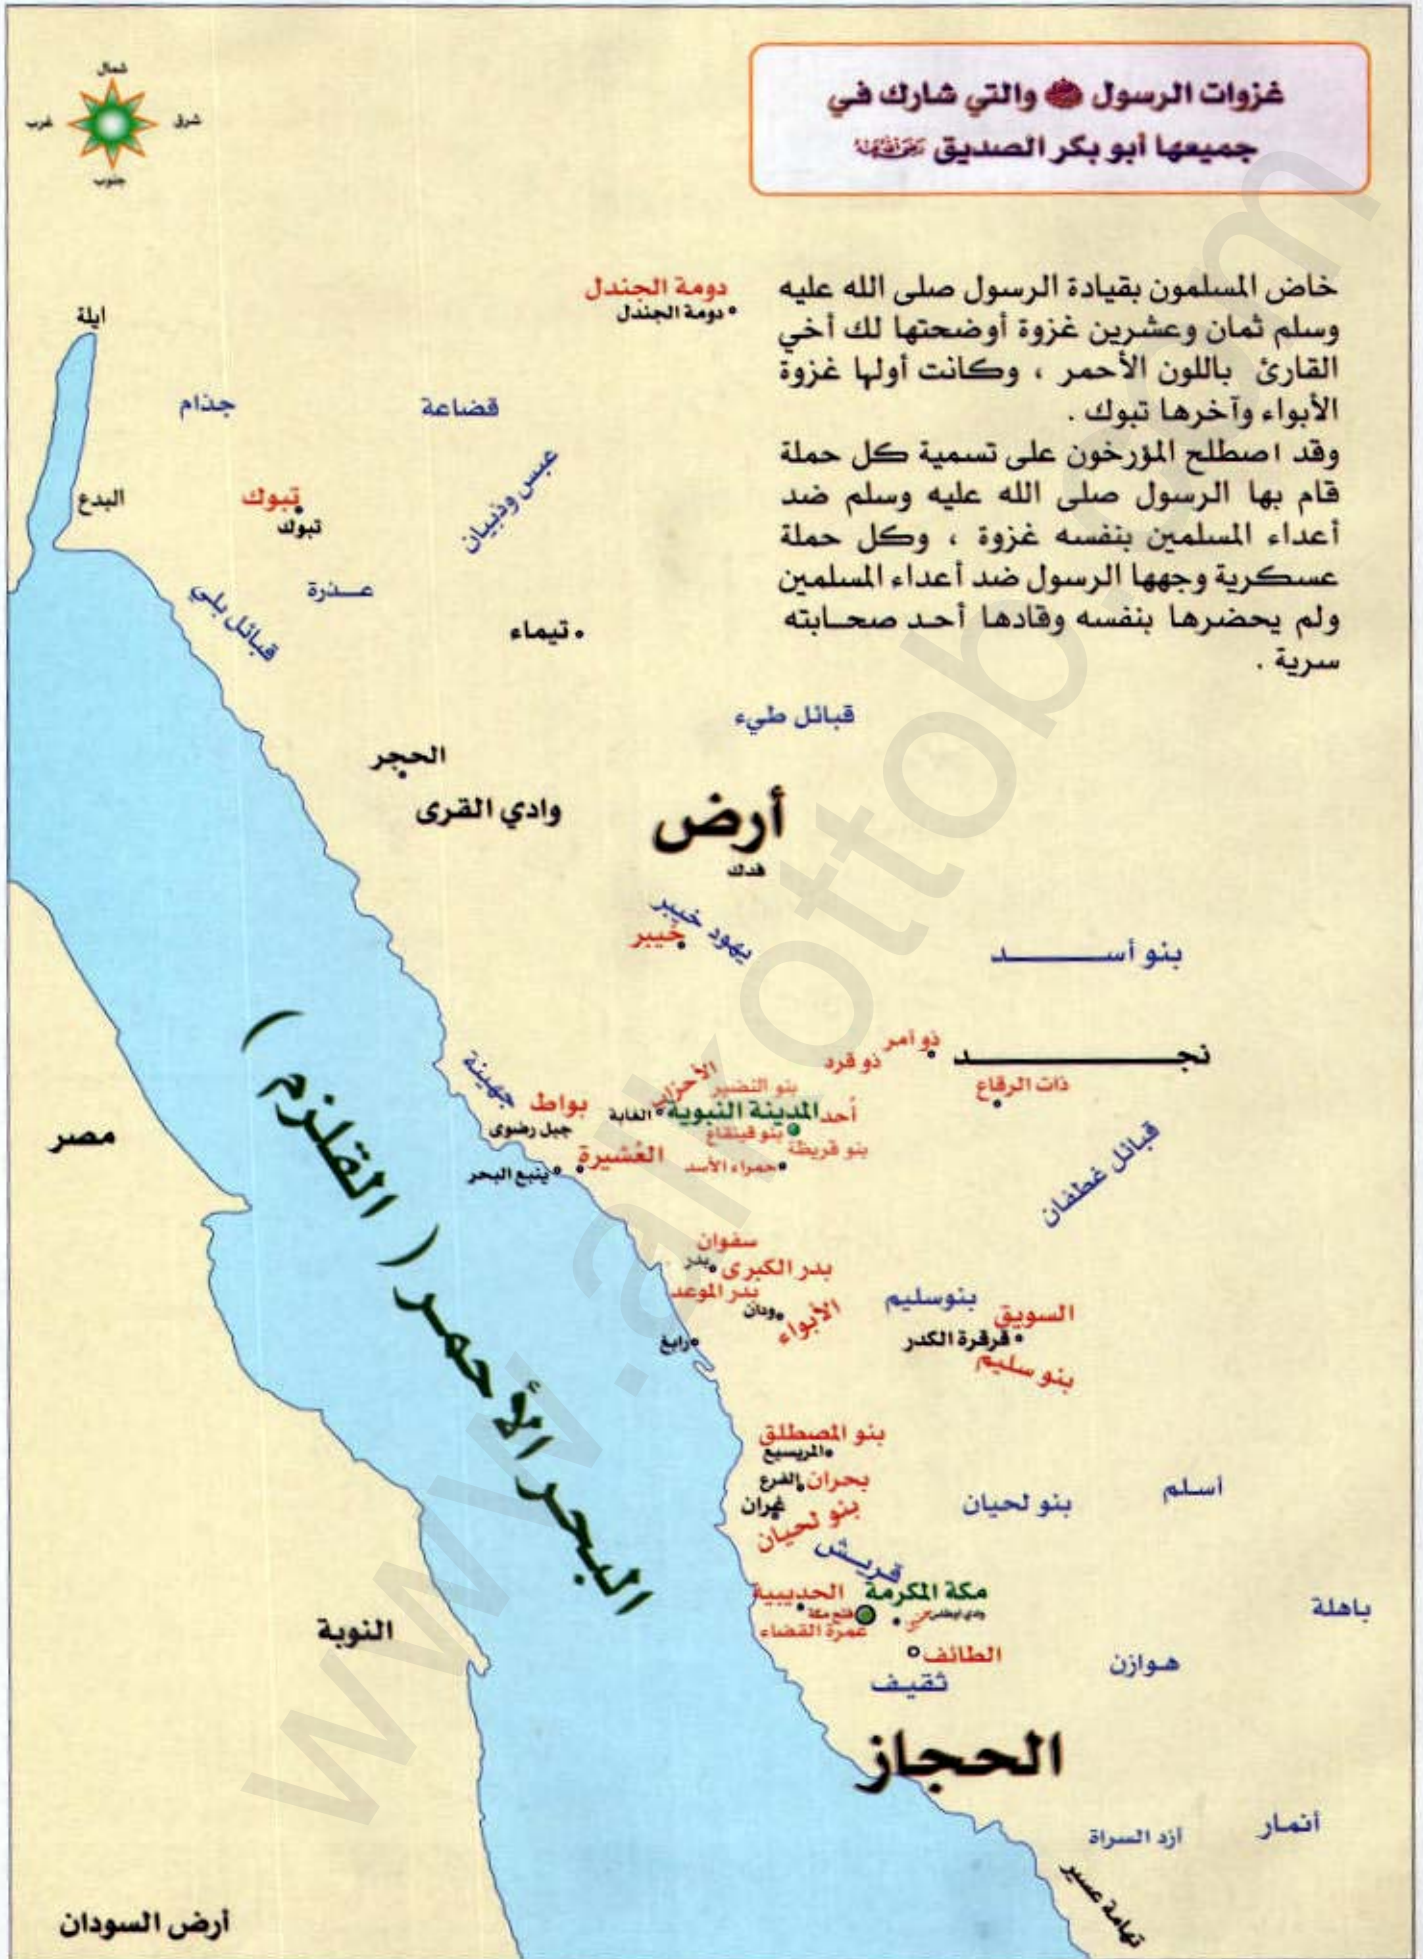 غزوات الرسول ﷺ والتي شارك في
جميعها أبو بكر الصديق
شمال
شرق
غرب
جنوب
خاض المسلمون بقيادة الرسول صلى الله عليه
وسلم ثمان وعشرين غزوة أوضحتها لك أخي
القارئ باللون الأحمر ، وكانت أولها غزوة
الأبواء وآخرها تبوك .
وقد اصطلح المؤرخون على تسمية كل حملة
قام بها الرسول صلى الله عليه وسلم ضد
أعداء المسلمين بنفسه غزوة ، وكل حملة
عسكرية وجهها الرسول ضد أعداء المسلمين
ولم يحضرها بنفسه وقادها أحد صحابته
سرية .
دومة الجندل
دومة الجندل
ايلة
قضاعة
جذام
عبس وذبيان
البدع
تبوك
تبوك
عذرة
قبائل بلي
تيماء
قبائل طيء
الحجر
وادي القرى
أرض
فدك
يهود خيبر
خيبر
بنو أسد
نجد
ذو امر
ذو قرد
ذات الرقاع
الأحزاب
بنو النضير
أحد
المدينة النبوية
الغابة
بنو قينقاع
بنو قريظة
حمراء الأسد
جهينة
بواط
جبل رضوى
العشيرة
ينبع البحر
قبائل غطفان
مصر
البحر الأحمر ( القلزم )
سفوان
بدر
بدر الكبرى
بدر الموعد
ودان
الأبواء
رابغ
بنوسليم
السويق
قرقرة الكدر
بنو سليم
بنو المصطلق
المريسيع
بحران
الفرع
غران
بنو لحيان
بنو لحيان
أسلم
قريش
مكة المكرمة
الحديبية
فتح مكة
عمرة القضاء
حنين
وادي اوطاس
الطائف
ثقيف
هوازن
باهلة
النوبة
الحجاز
أنمار
أزد السراة
تهامة عسير
أرض السودان